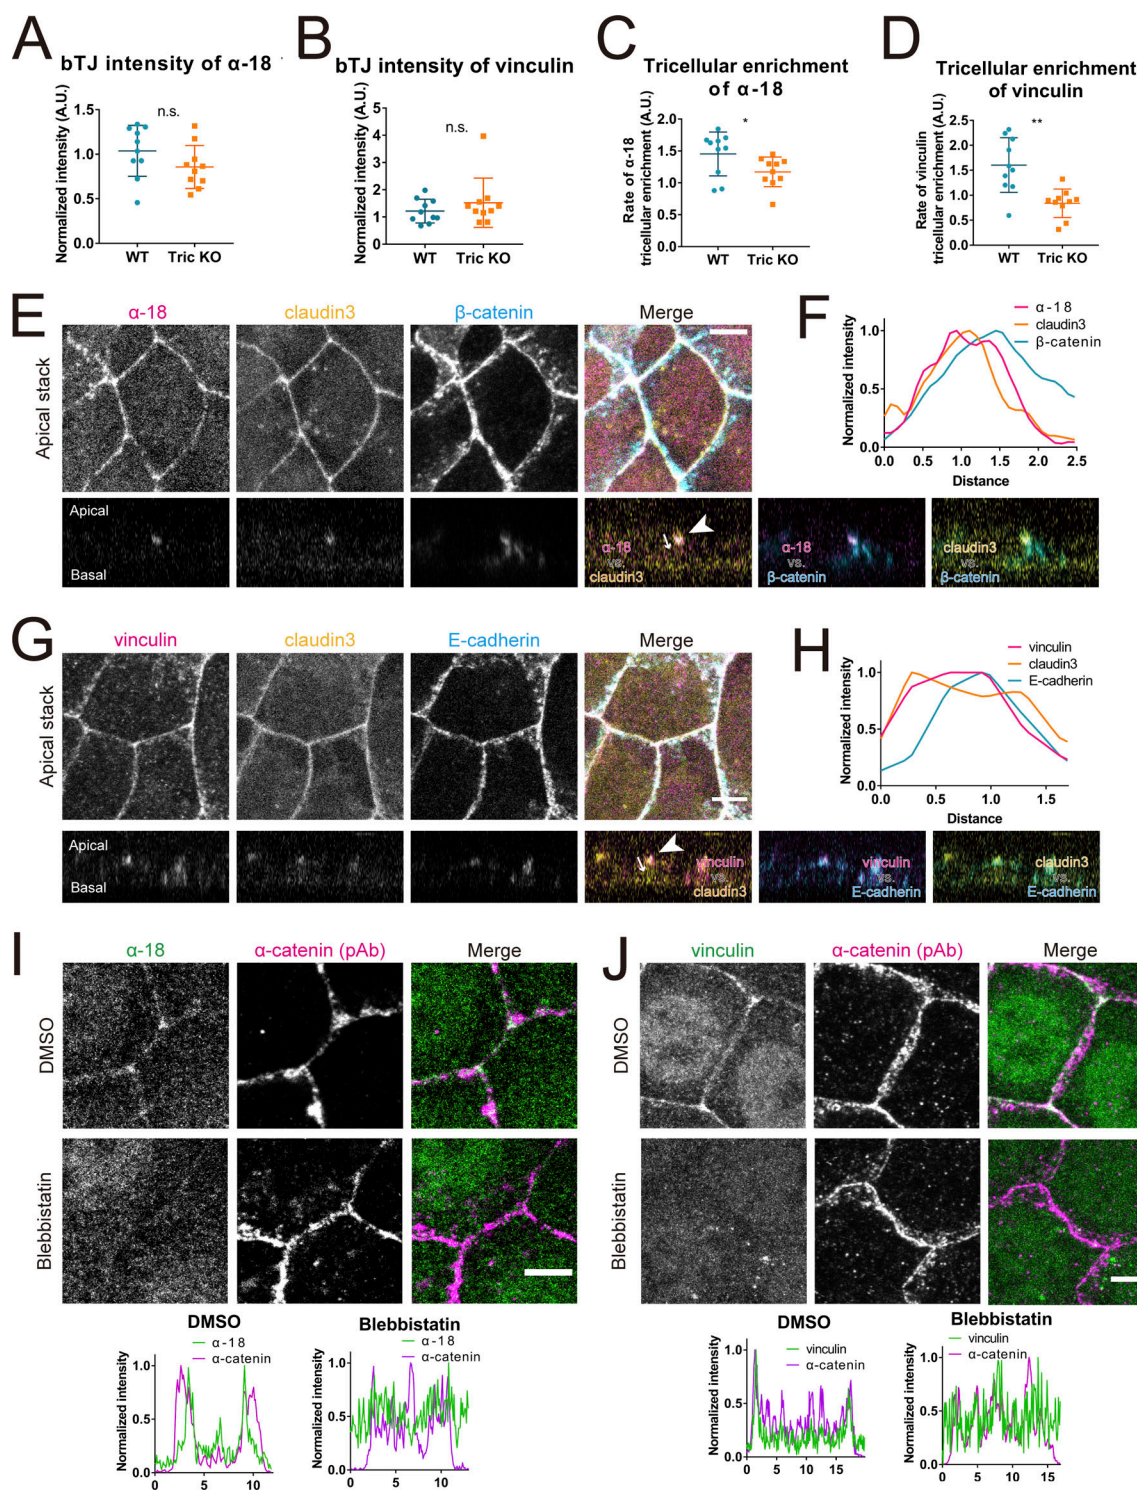 A
bTJ intensity of α-18
n.s.
Normalized intensity (A.U.)
1.5
1.0
0.5
0.0
WT
Tric KO
B
bTJ intensity of vinculin
n.s.
Normalized intensity (A.U.)
5
4
3
2
1
0
WT
Tric KO
C
Tricellular enrichment
of α-18
*
Rate of α-18
tricellular enrichment (A.U.)
2.0
1.5
1.0
0.5
0.0
WT
Tric KO
D
Tricellular enrichment
of vinculin
**
Rate of vinculin
tricellular enrichment (A.U.)
2.5
2.0
1.5
1.0
0.5
0.0
WT
Tric KO
E
α-18
claudin3
β-catenin
Merge
Apical stack
Apical
Basal
α-18
vs.
claudin3
α-18
vs.
β-catenin
claudin3
vs.
β-catenin
F
α-18
claudin3
β-catenin
Normalized intensity
1.0
0.5
0.0
0.0
0.5
1.0
1.5
2.0
2.5
Distance
G
vinculin
claudin3
E-cadherin
Merge
Apical stack
Apical
Basal
vinculin
vs.
claudin3
vinculin
vs.
E-cadherin
claudin3
vs.
E-cadherin
H
vinculin
claudin3
E-cadherin
Normalized intensity
1.0
0.5
0.0
0.0
0.5
1.0
1.5
Distance
I
α-18
α-catenin (pAb)
Merge
DMSO
Blebbistatin
DMSO
α-18
α-catenin
Normalized intensity
1.0
0.5
0.0
0
5
10
Blebbistatin
α-18
α-catenin
Normalized intensity
1.0
0.5
0.0
0
5
10
J
vinculin
α-catenin (pAb)
Merge
DMSO
Blebbistatin
DMSO
vinculin
α-catenin
Normalized intensity
1.0
0.5
0.0
0
5
10
15
20
Blebbistatin
vinculin
α-catenin
Normalized intensity
1.0
0.5
0.0
0
5
10
15